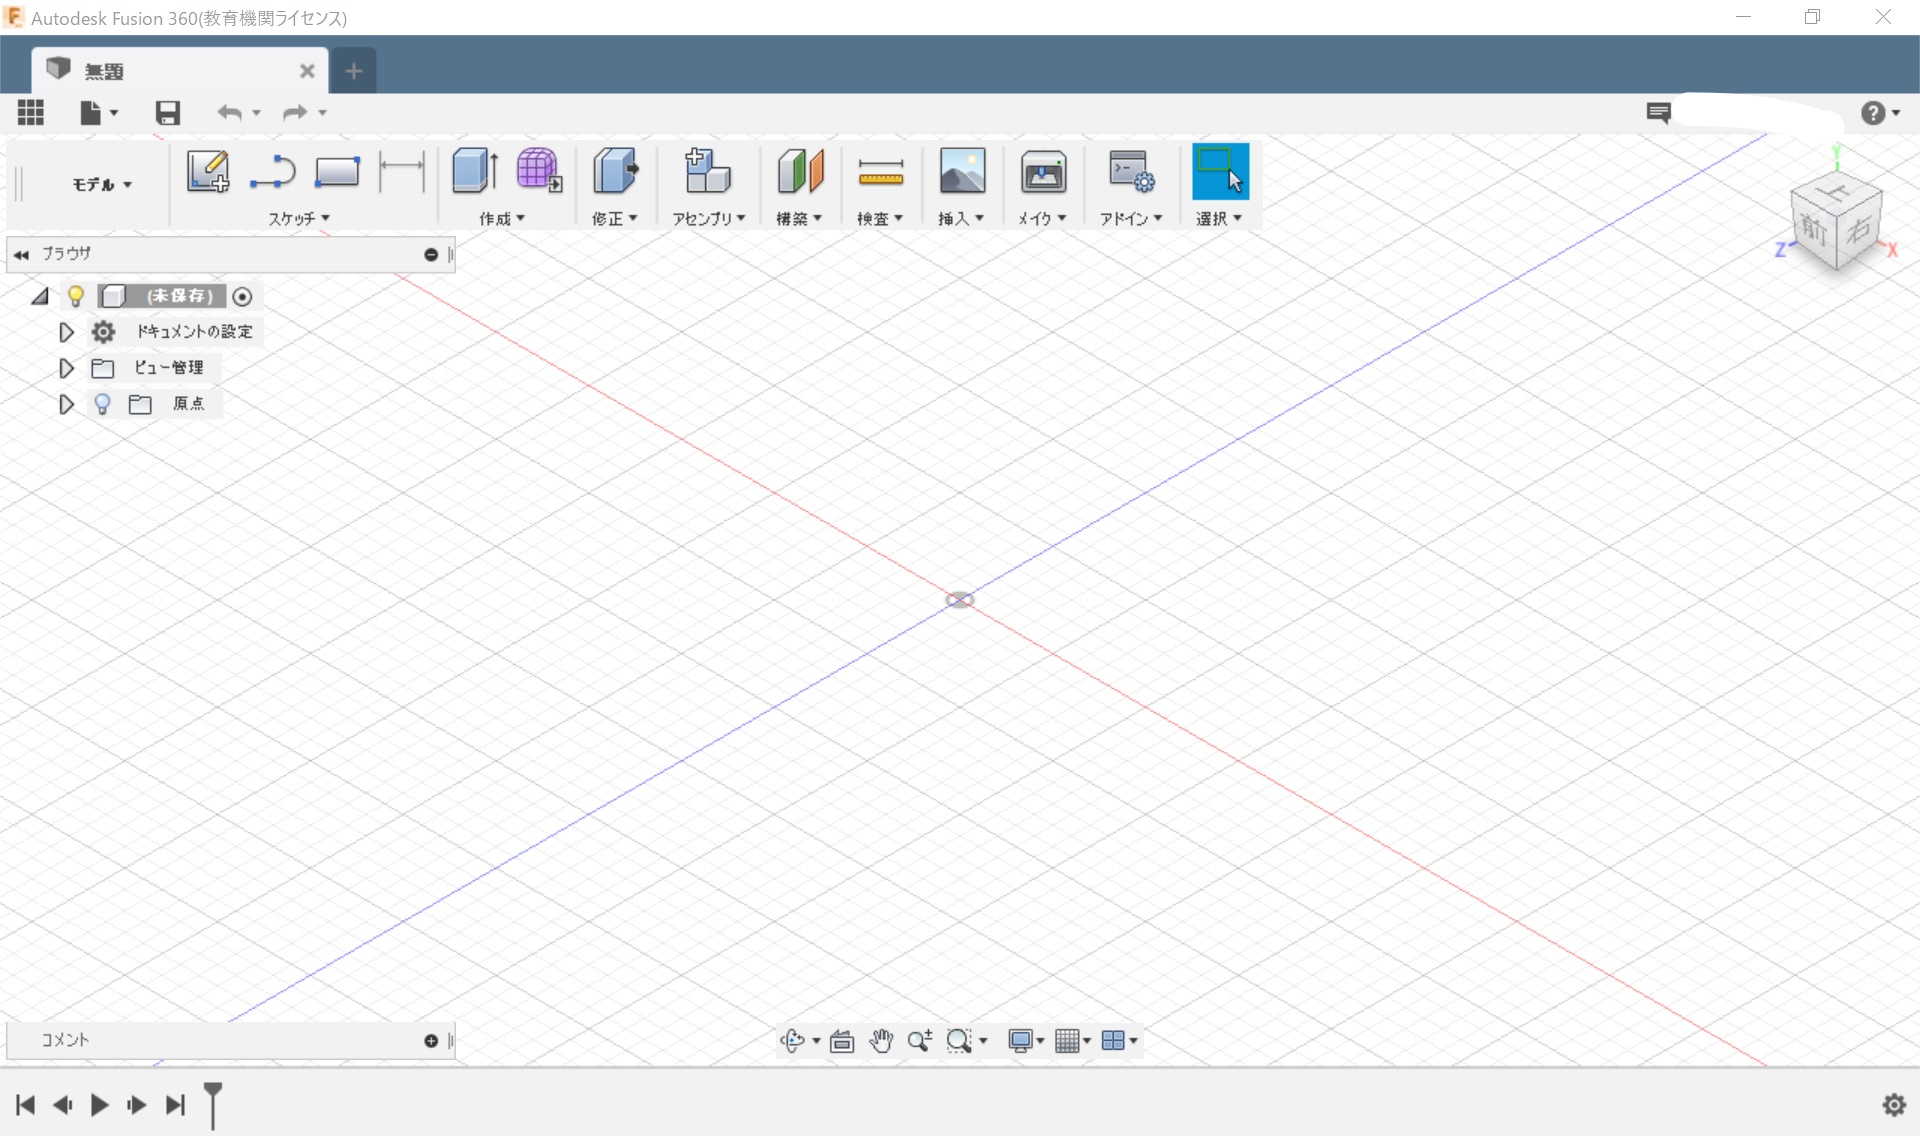 Autodesk Fusion 360(教育機関ライセンス)
無題
モデル
スケッチ
作成
修正
アセンブリ
構築
検査
挿入
メイク
アドイン
選択
Y
上
前
右
Z
X
ブラウザ
(未保存)
ドキュメントの設定
ビュー管理
原点
コメント